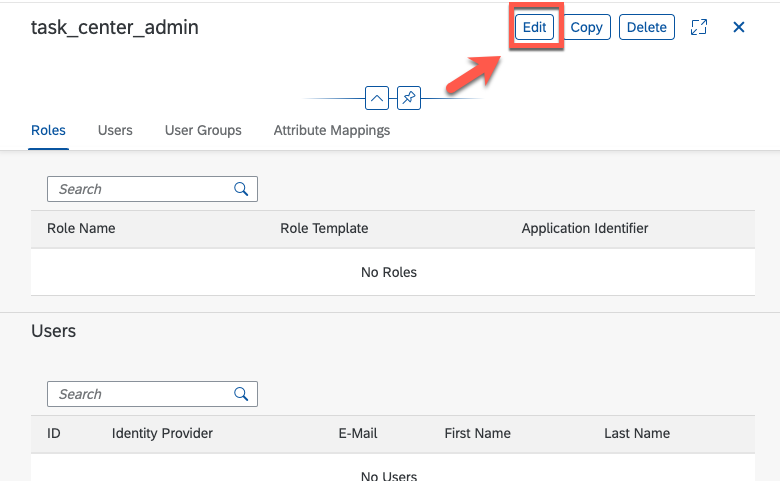 task_center_admin Edit Copy Delete
Roles Users User Groups Attribute Mappings
Search
Role Name Role Template Application Identifier
No Roles
Users
Search
ID Identity Provider E-Mail First Name Last Name
No Users